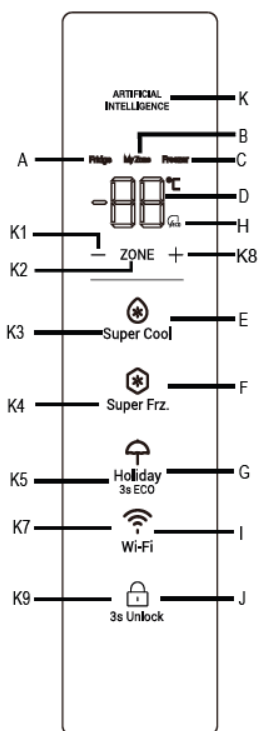 ARTIFICIAL
INTELLIGENCE
K
B
A
Fridge MyZone Freezer
C
-88°C
D
H
K1
- ZONE +
K8
K2
E
K3
Super Cool
F
K4
Super Frz.
G
K5
Holiday
3s ECO
K7
Wi-Fi
I
K9
J
3s Unlock